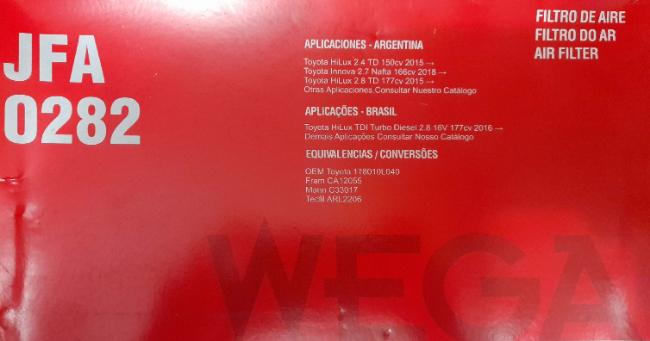 JFA
0282
APLICACIONES - ARGENTINA
Toyota HiLux 2.4 TD 150cv 2015 →
Toyota Innova 2.7 Nafta 166cv 2016 →
Toyota HiLux 2.8 TD 177cv 2015 →
Otras Aplicaciones,Consultar Nuestro Catálogo
APLICAÇÕES - BRASIL
Toyota HiLux TDI Turbo Diesel 2.8 16V 177cv 2016 →
Demais Aplicações Consultar Nosso Catálogo
EQUIVALENCIAS / CONVERSÕES
OEM Toyota 178010L040
Fram CA12055
Mann C33017
Tecfil ARL2206
FILTRO DE AIRE
FILTRO DO AR
AIR FILTER
WEGA